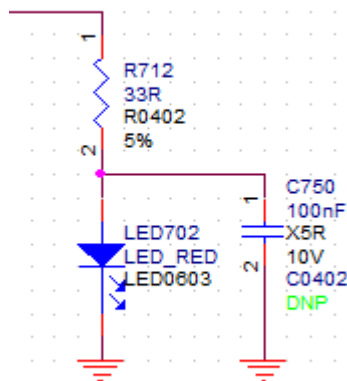 1
R712
33R
R0402
5%
2
C750
1
100nF
LED702
X5R
LED_RED
10V
2
LED0603
C0402
DNP